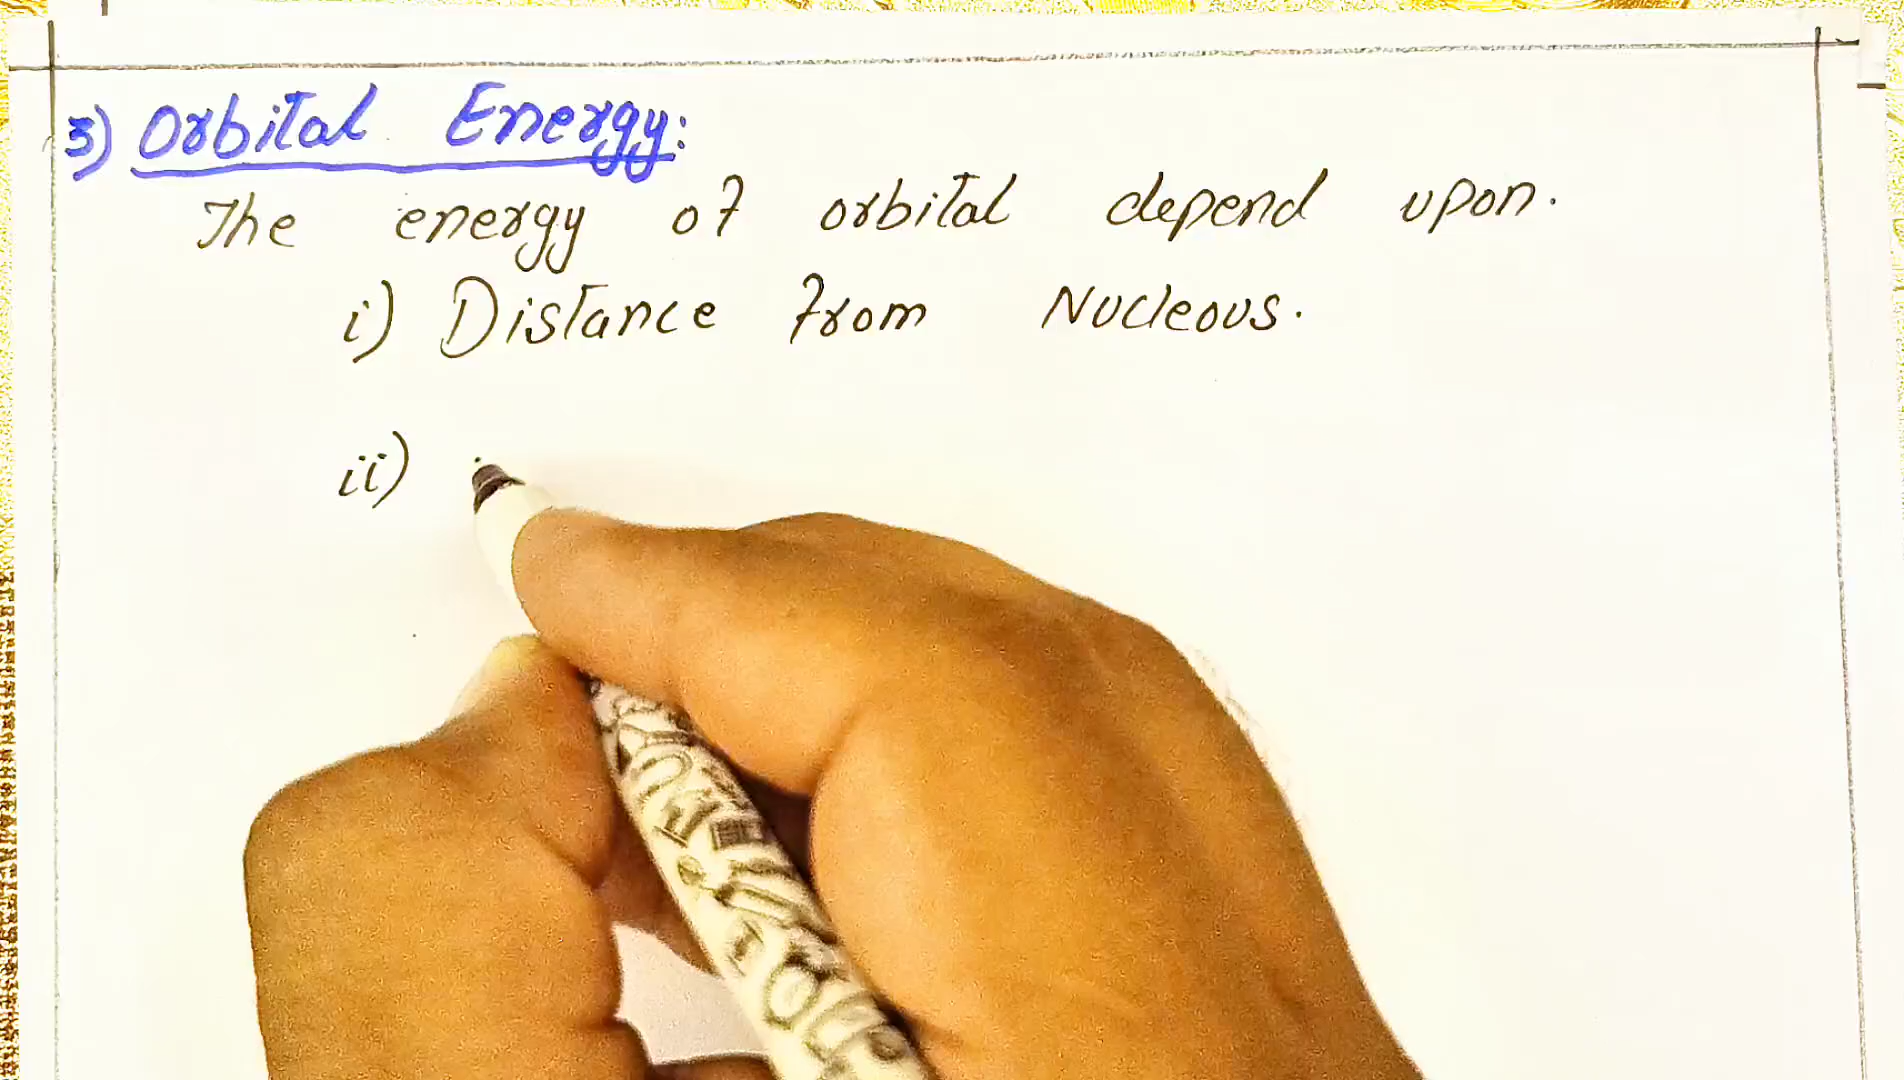 3) Orbital Energy:
The energy of orbital depend upon.
i) Distance from Nucleous.
ii)